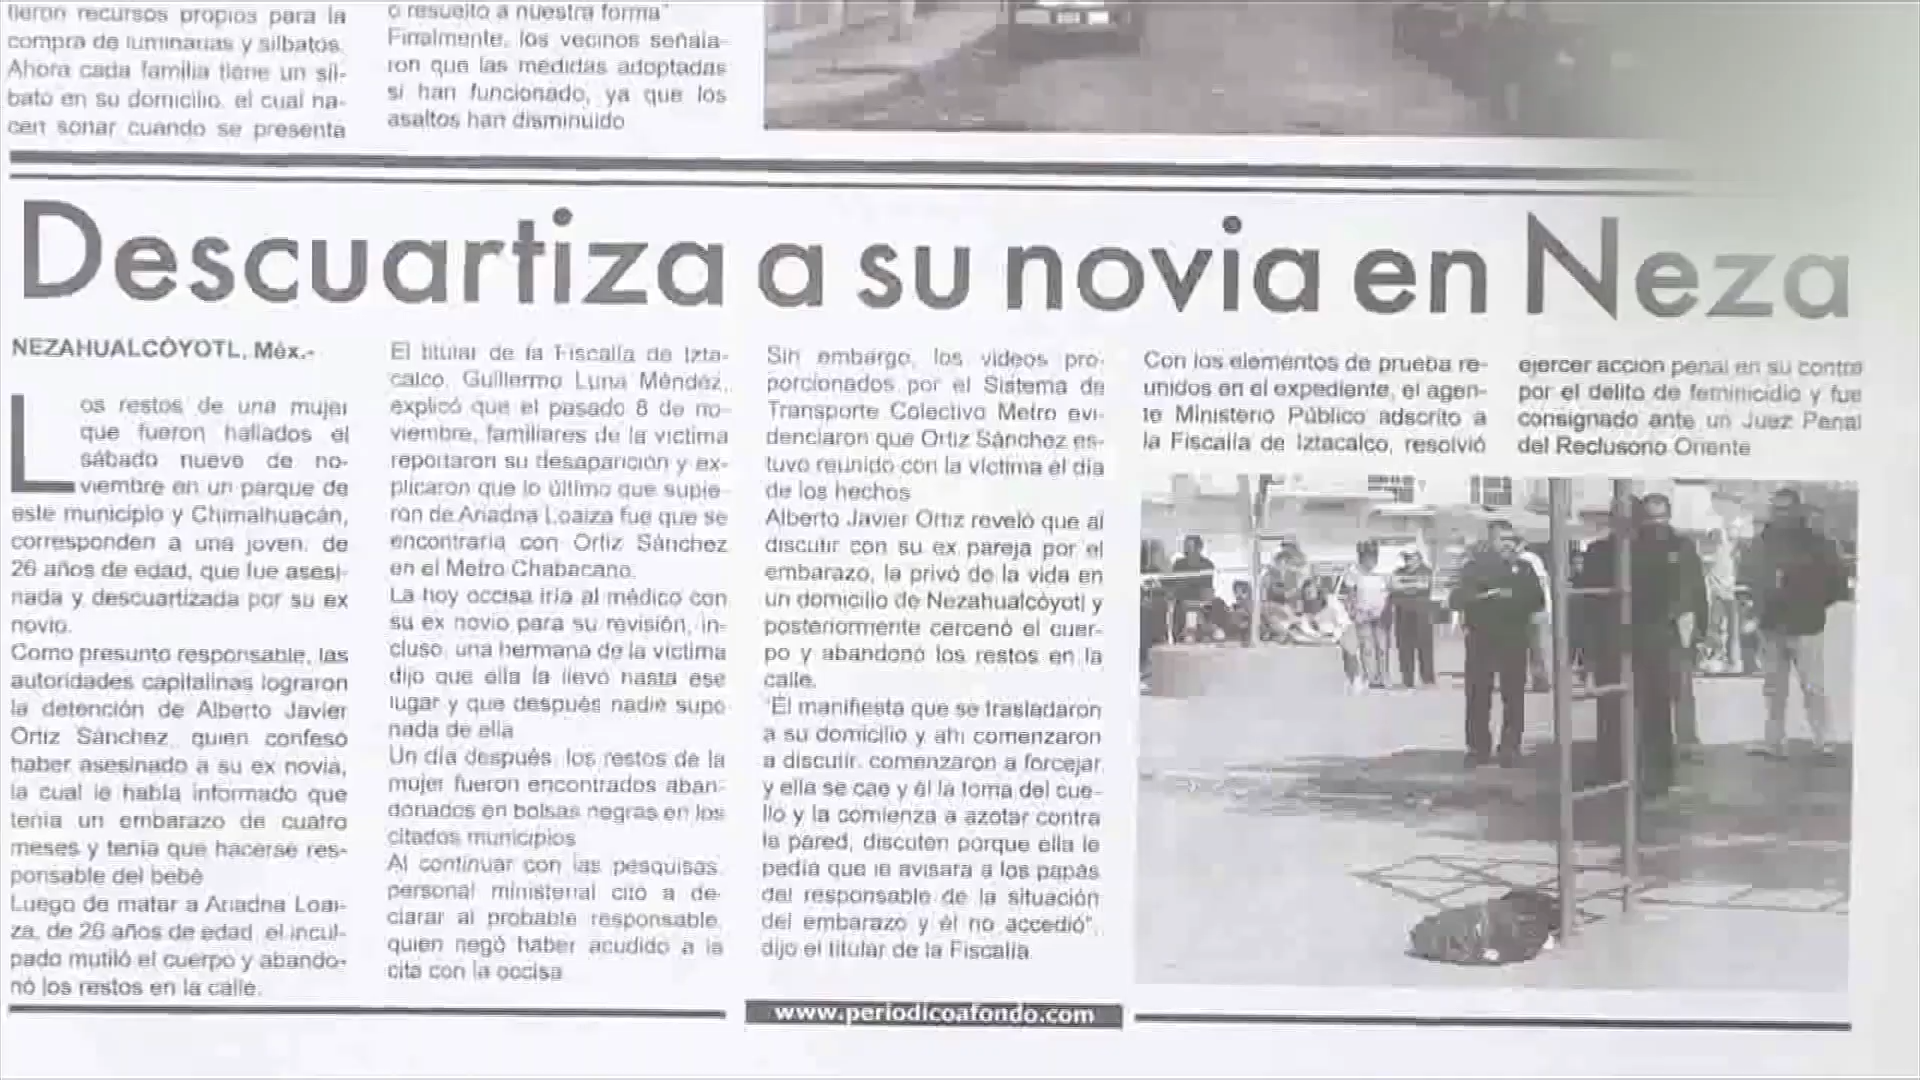 tieron recursos propios para la
compra de luminarias y silbatos.
Ahora cada familia tiene un sil-
bato en su domicilio, el cual ha-
cen sonar cuando se presenta
o resuelto a nuestra forma"
Finalmente, los vecinos señala-
ron que las medidas adoptadas
si han funcionado, ya que los
asaltos han disminuido
Descuartiza a su novia en Neza
NEZAHUALCÓYOTL, Méx.-
Los restos de una mujer
que fueron hallados el
sábado nueve de no-
viembre en un parque de
este municipio y Chimalhuacán,
corresponden a una joven, de
26 años de edad, que fue asesi-
nada y descuartizada por su ex
novio.
Como presunto responsable, las
autoridades capitalinas lograron
la detención de Alberto Javier
Ortiz Sánchez, quien confesó
haber asesinado a su ex novia,
la cual le había informado que
tenía un embarazo de cuatro
meses y tenía que hacerse res-
ponsable del bebé
Luego de matar a Ariadna Loai-
za, de 26 años de edad, el incul-
pado mutiló el cuerpo y abando-
nó los restos en la calle.
El titular de la Fiscalía de Izta-
calco, Guillermo Luna Méndez,
explicó que el pasado 8 de no-
viembre, familiares de la víctima
reportaron su desaparición y ex-
plicaron que lo último que supie-
ron de Ariadna Loaiza fue que se
encontraría con Ortiz Sánchez
en el Metro Chabacano.
La hoy occisa iría al médico con
su ex novio para su revisión, in-
cluso, una hermana de la víctima
dijo que ella la llevó hasta ese
lugar y que después nadie supo
nada de ella
Un día después, los restos de la
mujer fueron encontrados aban-
donados en bolsas negras en los
citados municipios
Al continuar con las pesquisas,
personal ministerial citó a de-
clarar al probable responsable,
quien negó haber acudido a la
cita con la occisa
Sin embargo, los videos pro-
porcionados por el Sistema de
Transporte Colectivo Metro evi-
denciaron que Ortiz Sánchez es-
tuvo reunido con la víctima el día
de los hechos
Alberto Javier Ortiz reveló que al
discutir con su ex pareja por el
embarazo, la privó de la vida en
un domicilio de Nezahualcóyotl y
posteriormente cercenó el cuer-
po y abandonó los restos en la
calle.
"Él manifiesta que se trasladaron
a su domicilio y ahí comenzaron
a discutir, comenzaron a forcejar,
y ella se cae y él la toma del cue-
llo y la comienza a azotar contra
la pared, discuten porque ella le
pedía que le avisara a los papás
del responsable de la situación
del embarazo y él no accedió",
dijo el titular de la Fiscalía.
Con los elementos de prueba re-
unidos en el expediente, el agen-
te Ministerio Público adscrito a
la Fiscalía de Iztacalco, resolvió
ejercer acción penal en su contra
por el delito de feminicidio y fue
consignado ante un Juez Penal
del Reclusorio Oriente
www.periodicoafondo.com